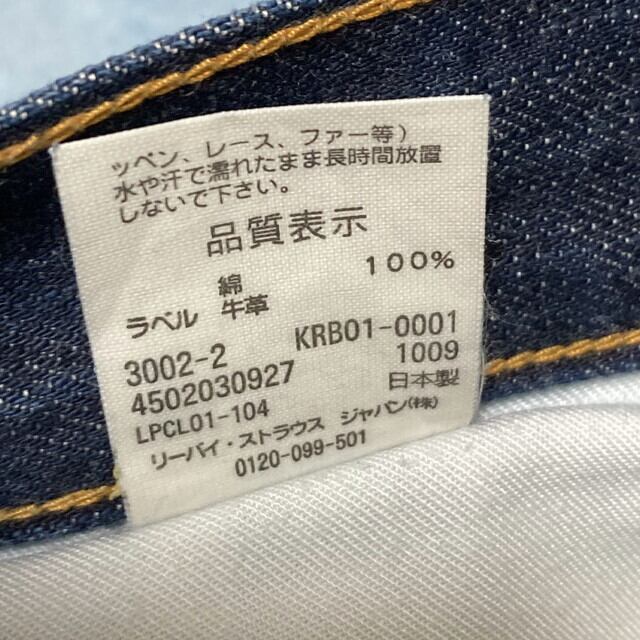 ッペン、レース、ファー等)
水や汗で濡れたまま長時間放置
しないで下さい。
品質表示
綿 100%
ラベル 牛革
3002-2 KRB01-0001
4502030927 1009
LPCL01-104 日本製
リーバイ・ストラウス ジャパン(株)
0120-099-501